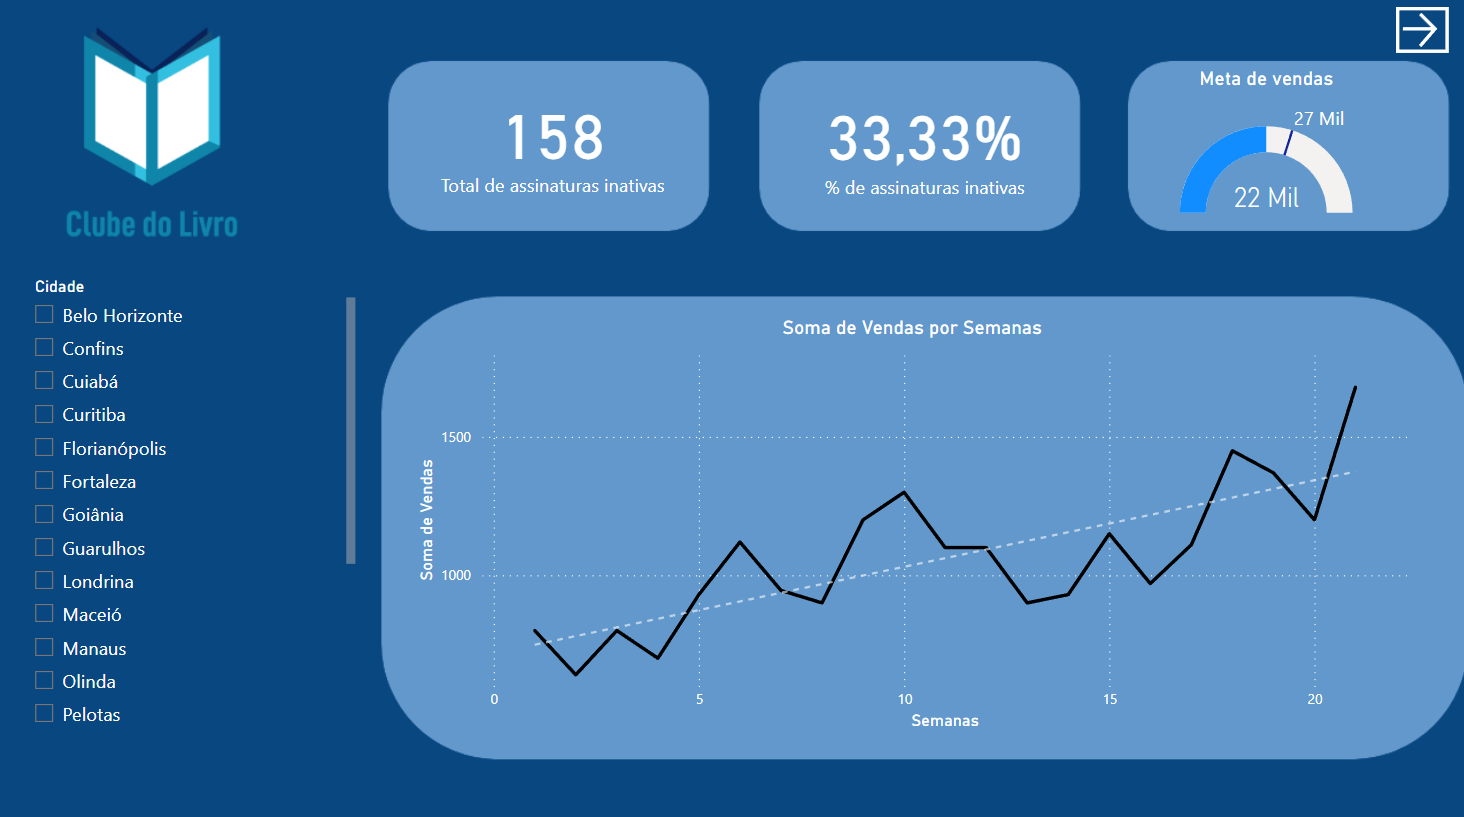 Clube do Livro
158
Total de assinaturas inativas
33,33%
% de assinaturas inativas
Meta de vendas
27 Mil
22 Mil
Cidade
Belo Horizonte
Confins
Cuiabá
Curitiba
Florianópolis
Fortaleza
Goiânia
Guarulhos
Londrina
Maceió
Manaus
Olinda
Pelotas
Soma de Vendas por Semanas
Soma de Vendas
1500
1000
0 5 10 15 20
Semanas